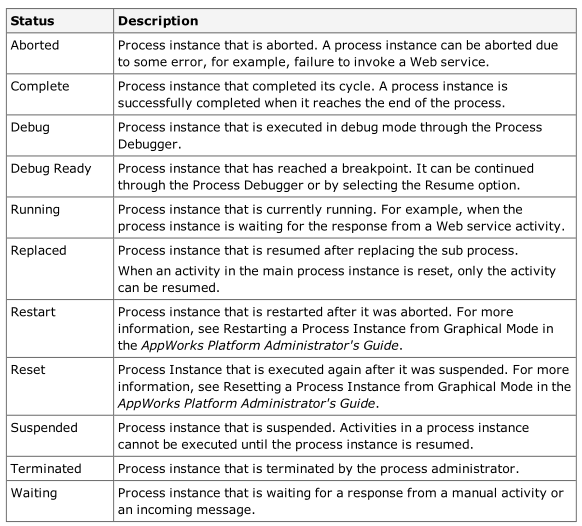 Status Description
Aborted Process instance that is aborted. A process instance can be aborted due
to some error, for example, failure to invoke a Web service.
Complete Process instance that completed its cycle. A process instance is
successfully completed when it reaches the end of the process.
Debug Process instance that is executed in debug mode through the Process
Debugger.
Debug Ready Process instance that has reached a breakpoint. It can be continued
through the Process Debugger or by selecting the Resume option.
Running Process instance that is currently running. For example, when the
process instance is waiting for the response from a Web service activity.
Replaced Process instance that is resumed after replacing the sub process.
When an activity in the main process instance is reset, only the activity
can be resumed.
Restart Process instance that is restarted after it was aborted. For more
information, see Restarting a Process Instance from Graphical Mode in
the AppWorks Platform Administrator's Guide.
Reset Process Instance that is executed again after it was suspended. For more
information, see Resetting a Process Instance from Graphical Mode in the
AppWorks Platform Administrator's Guide.
Suspended Process instance that is suspended. Activities in a process instance
cannot be executed until the process instance is resumed.
Terminated Process instance that is terminated by the process administrator.
Waiting Process instance that is waiting for a response from a manual activity or
an incoming message.